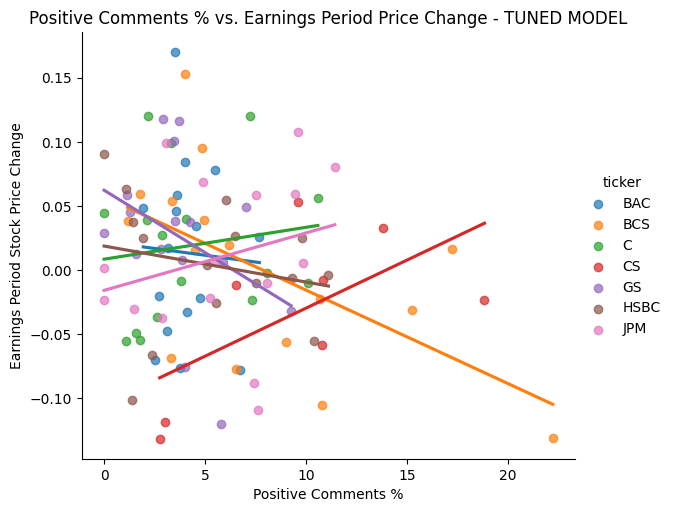 Positive Comments % vs. Earnings Period Price Change - TUNED MODEL
Earnings Period Stock Price Change
0.15
0.10
0.05
0.00
−0.05
−0.10
0
5
10
15
20
Positive Comments %
ticker
BAC
BCS
C
CS
GS
HSBC
JPM